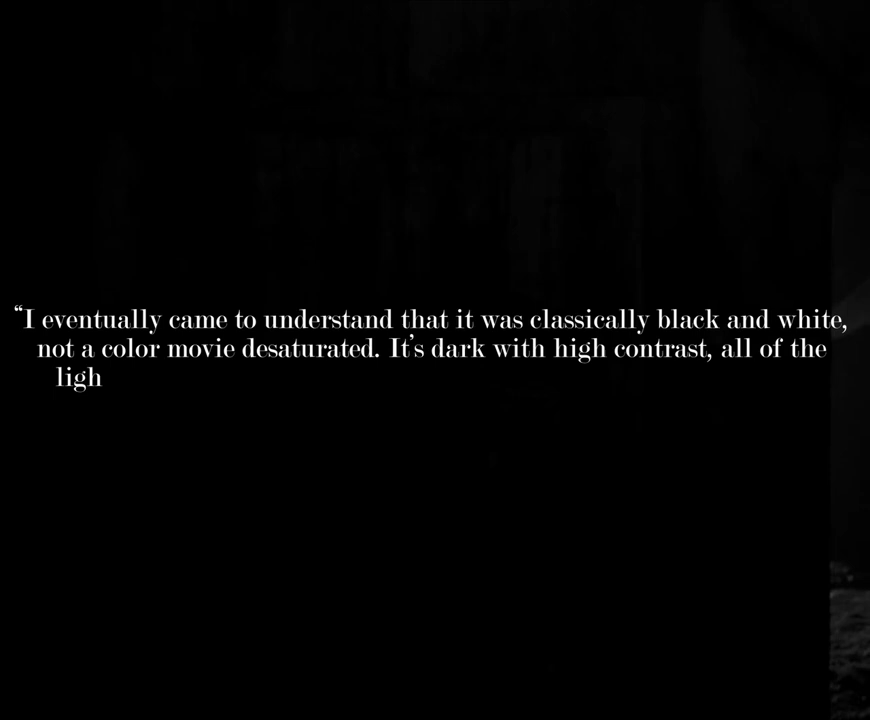 “I eventually came to understand that it was classically black and white,
not a color movie desaturated. It’s dark with high contrast, all of the
ligh